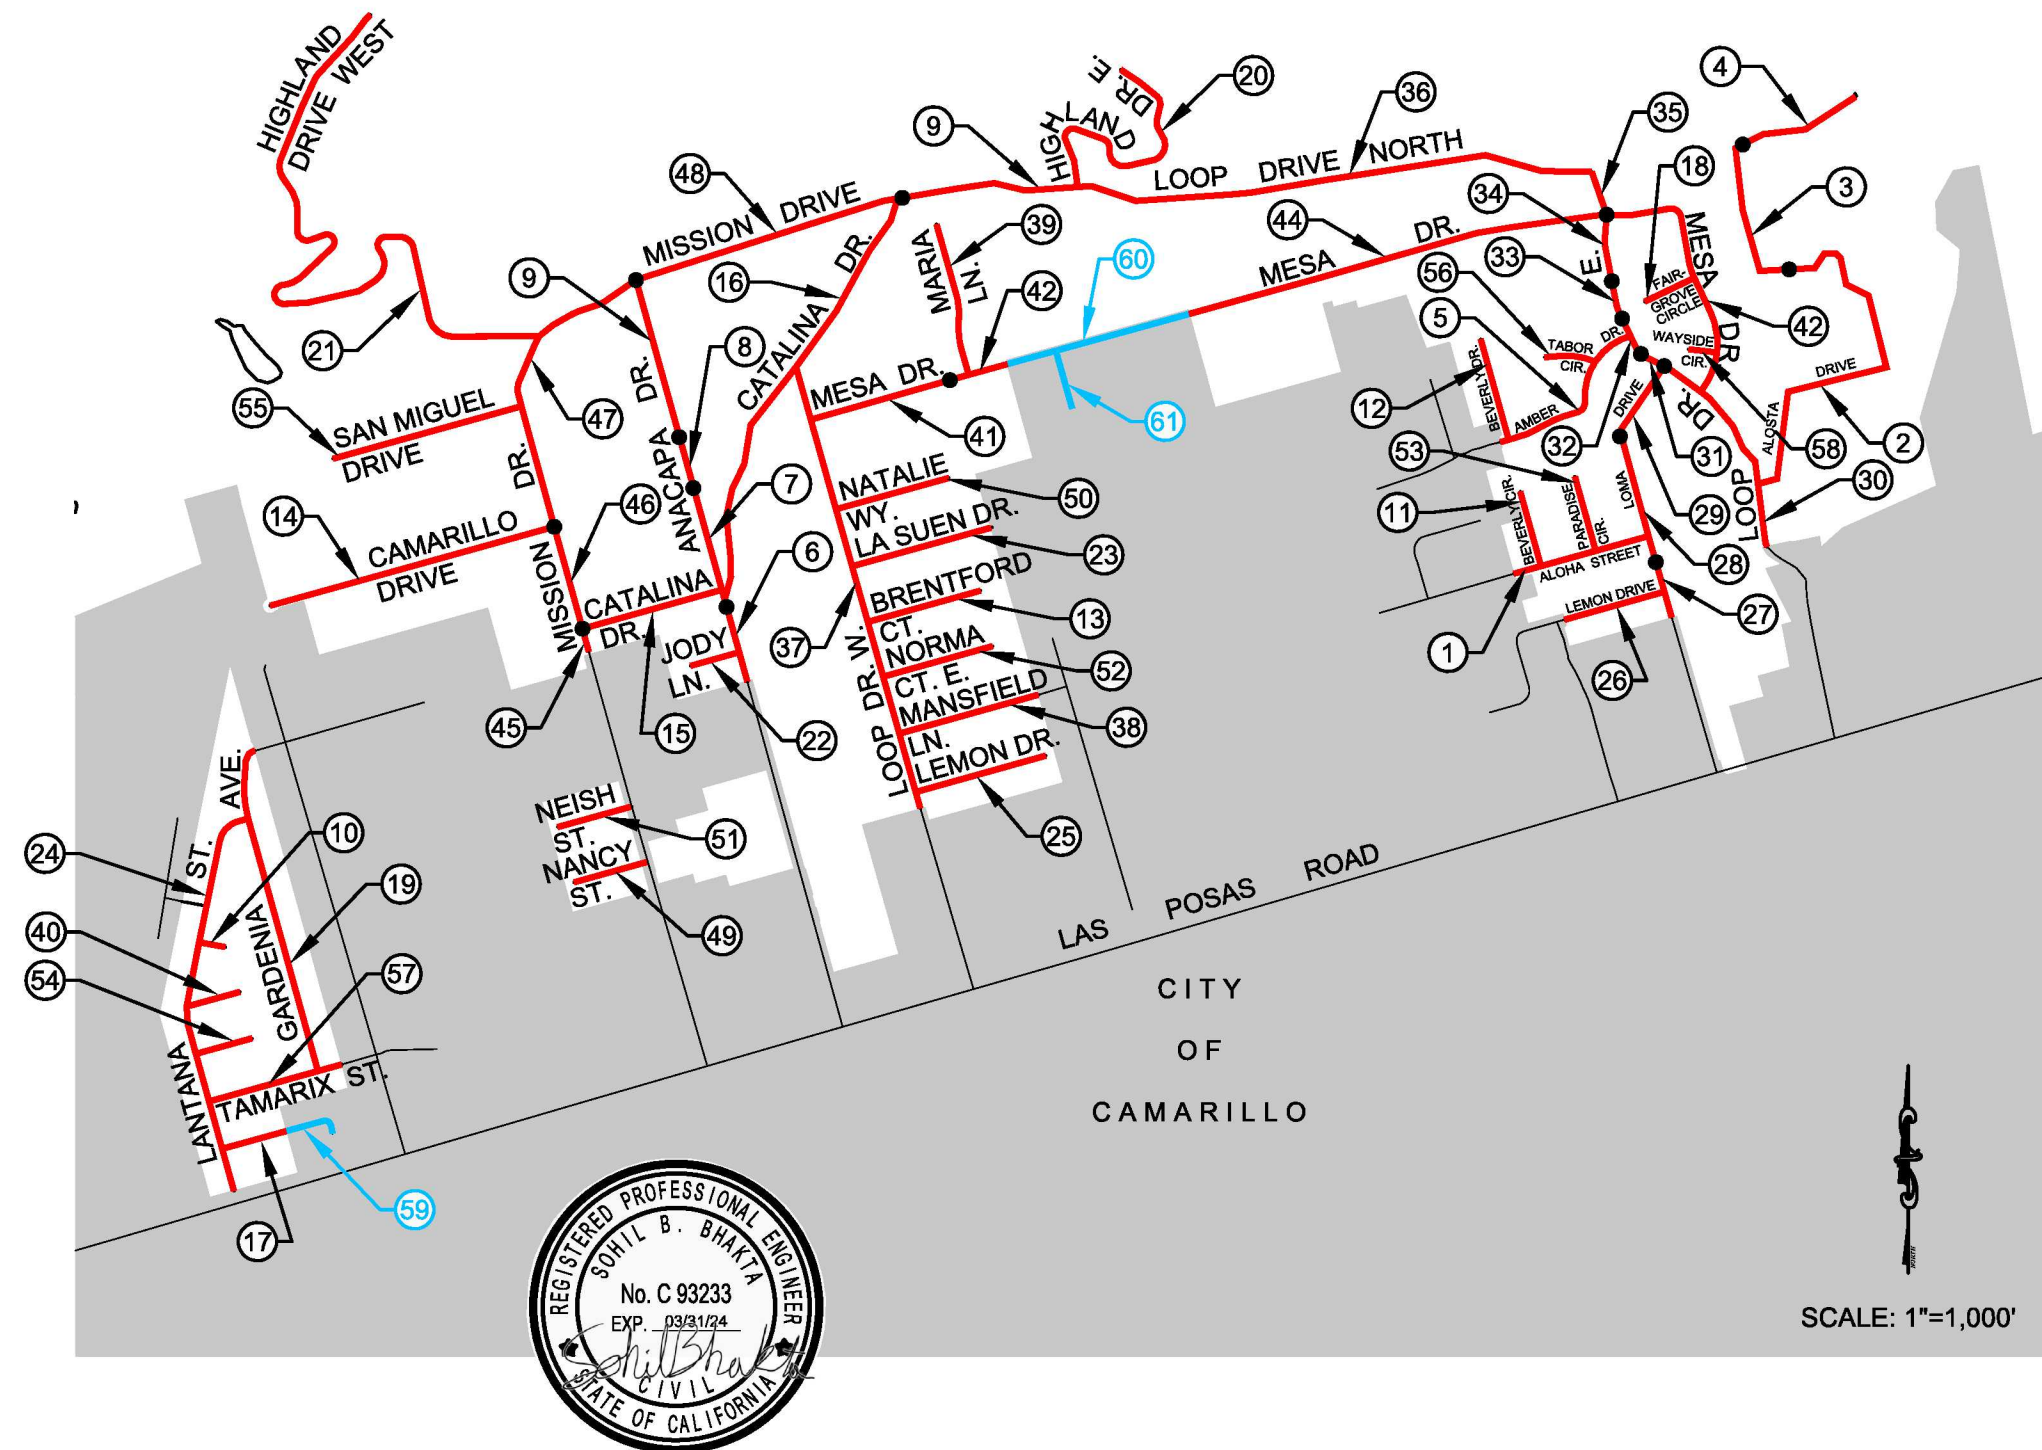 HIGHLAND
DRIVE WEST
HIGHLAND
DR. E.
20
36
4
35
9
LOOP DRIVE NORTH
18
48
MISSION DRIVE
3
34
44
39
MESA DR.
MARIA
LN.
DR.
CATALINA
16
9
60
33
E.
56
FAIR-
GROVE
CIRCLE
MESA
DR.
42
42
5
DR.
TABOR
CIR.
WAYSIDE
CIR.
21
8
DR.
MESA DR.
BEVERLY DR.
DRIVE
DRIVE
55
SAN MIGUEL
DRIVE
47
12
AMBER
DR.
61
41
32
31
58
ALOSTA
2
53
DR.
ANACAPA
7
NATALIE
WY.
50
11
BEVERLY CIR.
PARADISE
CIR.
LOMA
29
LOOP
30
14
CAMARILLO
DRIVE
46
LA SUEN DR.
23
6
ALOHA STREET
28
MISSION
CATALINA
DR.
BRENTFORD
CT.
13
LEMON DRIVE
27
JODY
LN.
37
NORMA
CT. E.
52
1
26
45
15
22
LOOP DR. W.
MANSFIELD
LN.
38
LEMON DR.
25
AVE.
ST.
10
24
NEISH
ST.
51
NANCY
ST.
49
19
40
54
GARDENIA
57
LANTANA
TAMARIX ST.
17
59
LAS POSAS ROAD
CITY
OF
CAMARILLO
REGISTERED PROFESSIONAL ENGINEER
SOHIL B. BHAKTA
No. C 93233
EXP. 03/31/24
Sohil Bhakta
CIVIL
STATE OF CALIFORNIA
NORTH
SCALE: 1"=1,000'